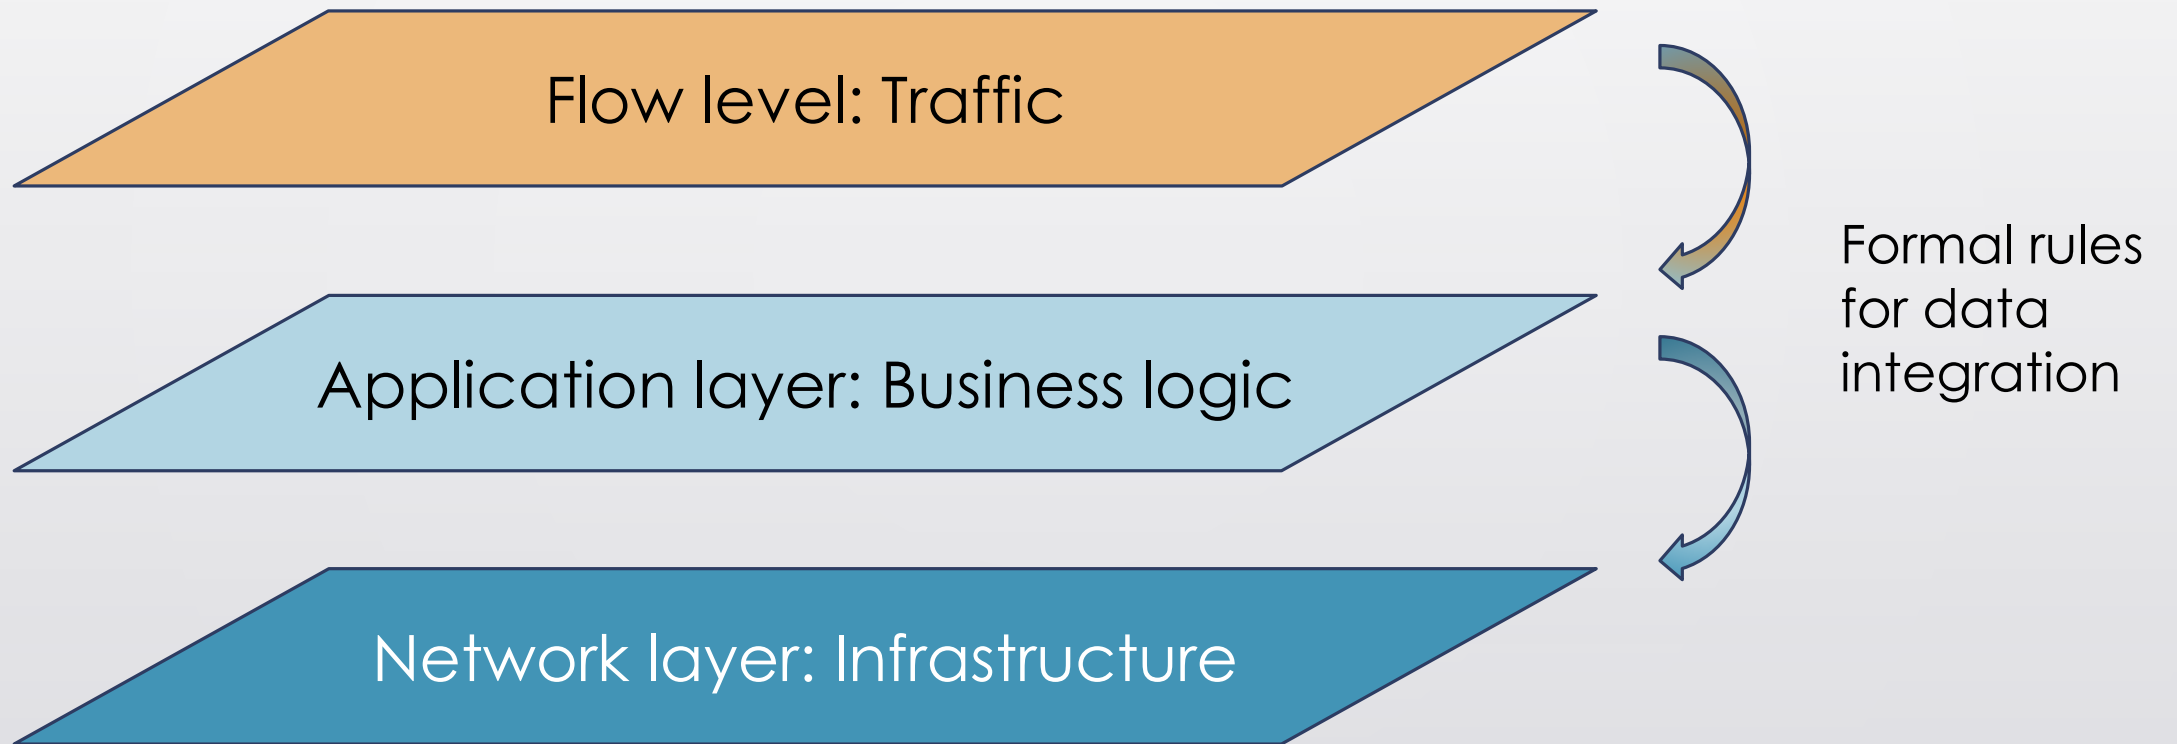 Flow level: Traffic
Application layer: Business logic
Network layer: Infrastructure
Formal rules
for data
integration